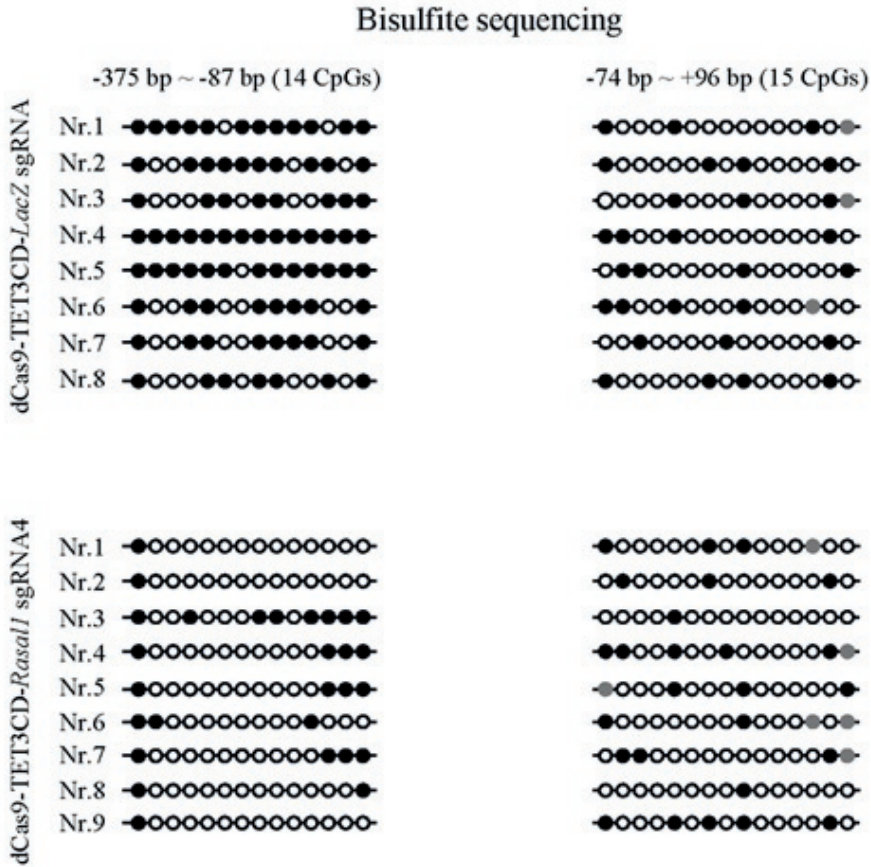 Bisulfite sequencing
-375 bp ~ -87 bp (14 CpGs)
-74 bp ~ +96 bp (15 CpGs)
dCas9-TET3CD-LacZ sgRNA
Nr.1
Nr.2
Nr.3
Nr.4
Nr.5
Nr.6
Nr.7
Nr.8
dCas9-TET3CD-Rasal1 sgRNA4
Nr.1
Nr.2
Nr.3
Nr.4
Nr.5
Nr.6
Nr.7
Nr.8
Nr.9